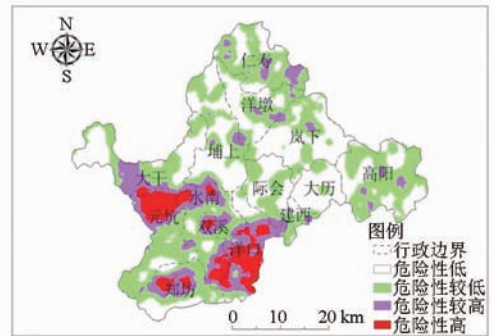 N
W E
S
仁寿
洋墩
岚下
埔上
高阳
大干
水南
际会
大历
元坑
双溪
建西
洋口
郑坊
图例
行政边界
危险性低
危险性较低
危险性较高
危险性高
0 10 20 km